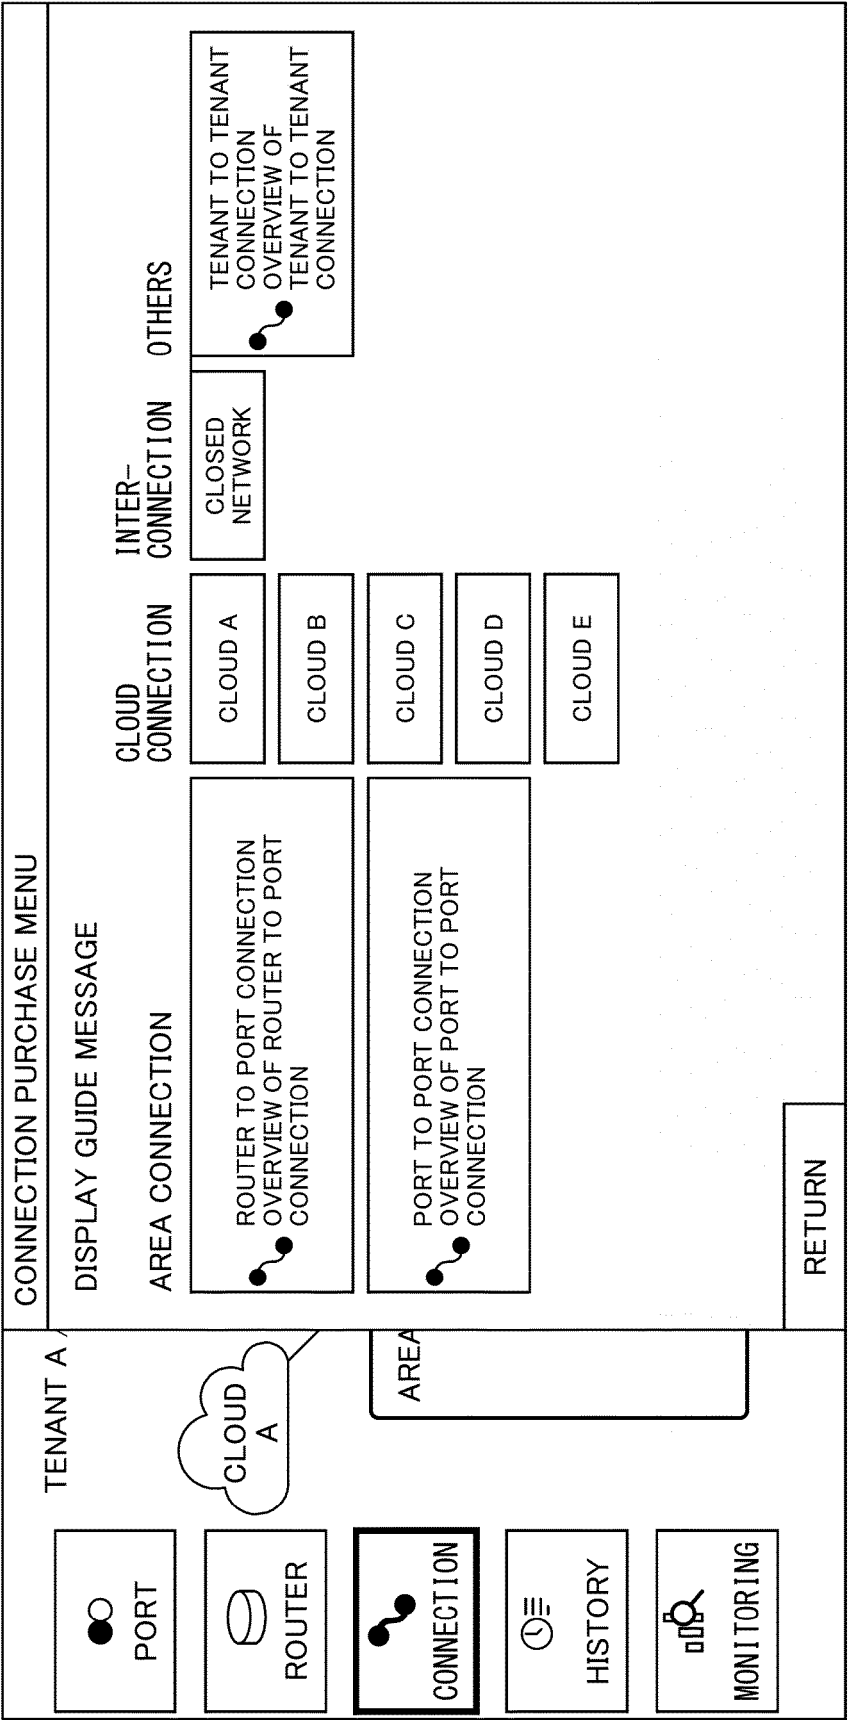 PORT
ROUTER
CONNECTION
HISTORY
MONITORING
TENANT A
CLOUD
A
AREA
CONNECTION PURCHASE MENU
DISPLAY GUIDE MESSAGE
AREA CONNECTION
ROUTER TO PORT CONNECTION
OVERVIEW OF ROUTER TO PORT
CONNECTION
PORT TO PORT CONNECTION
OVERVIEW OF PORT TO PORT
CONNECTION
CLOUD
CONNECTION
CLOUD A
CLOUD B
CLOUD C
CLOUD D
CLOUD E
INTER-
CONNECTION
CLOSED
NETWORK
OTHERS
TENANT TO TENANT
CONNECTION
OVERVIEW OF
TENANT TO TENANT
CONNECTION
RETURN